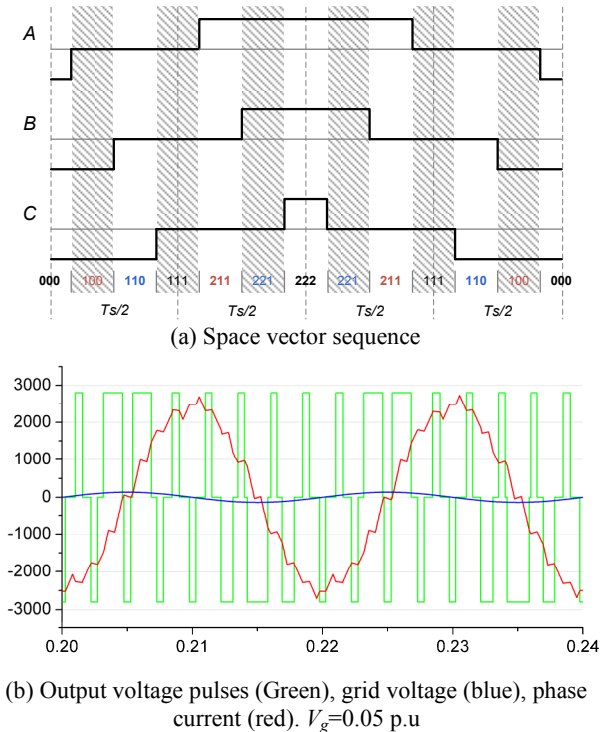 A
B
C
000 100 110 111 211 221 222 221 211 111 110 100 000
Ts/2 Ts/2 Ts/2 Ts/2
(a) Space vector sequence
3000
2000
1000
0
-1000
-2000
-3000
0.20 0.21 0.22 0.23 0.24
(b) Output voltage pulses (Green), grid voltage (blue), phase
current (red). Vg=0.05 p.u